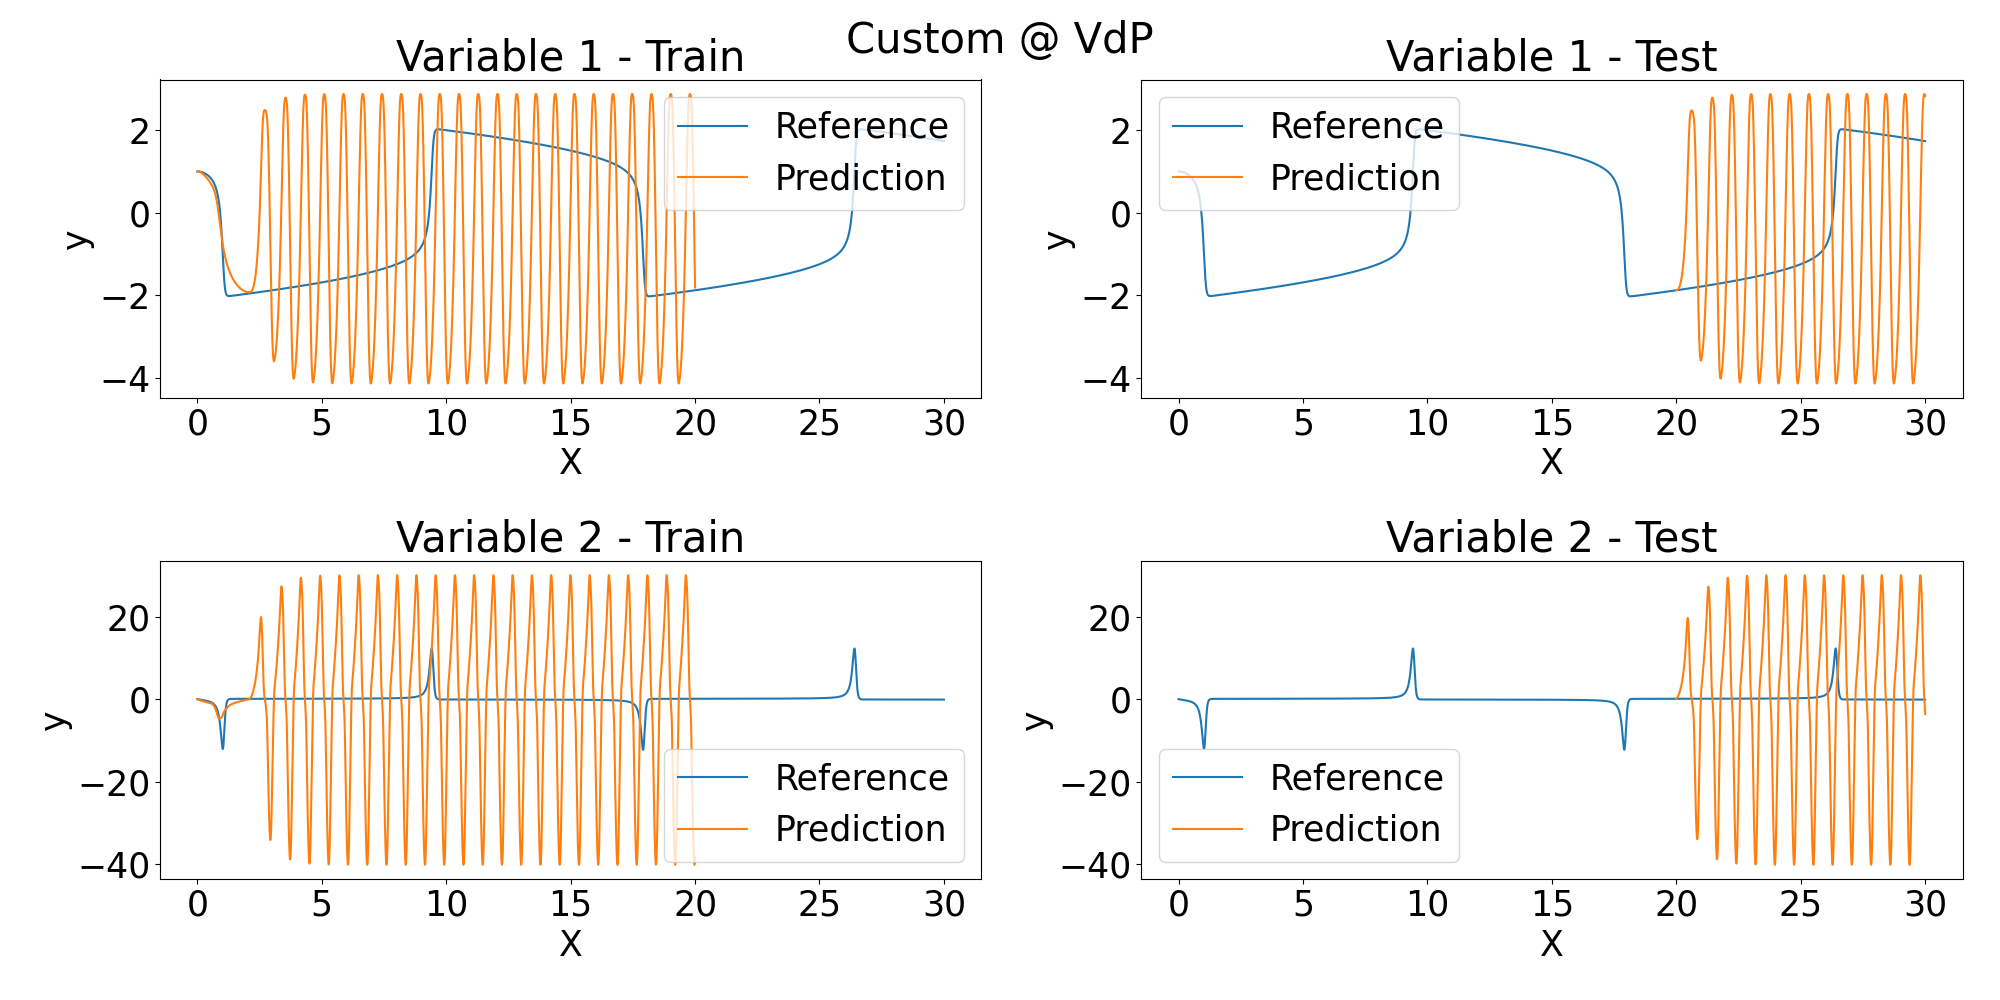 Custom @ VdP
Variable 1 - Train
2
0
−2
−4
y
0 5 10 15 20 25 30
X
Reference
Prediction
Variable 1 - Test
2
0
−2
−4
y
0 5 10 15 20 25 30
X
Reference
Prediction
Variable 2 - Train
20
0
−20
−40
y
0 5 10 15 20 25 30
X
Reference
Prediction
Variable 2 - Test
20
0
−20
−40
y
0 5 10 15 20 25 30
X
Reference
Prediction